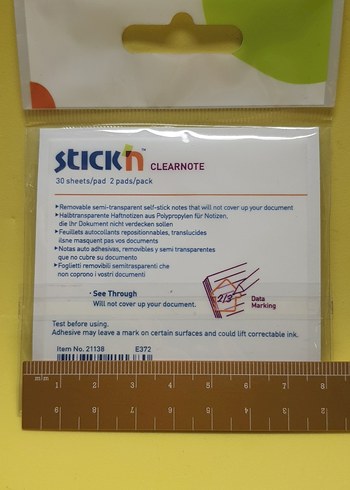 STICK'n™ CLEARNOTE
30 sheets/pad 2 pads/pack
Removable semi-transparent self-stick notes that will not cover up your document
Halbtransparente Haftnotizen aus Polypropylen für Notizen,
die Ihr Dokument nicht verdecken sollen
Feuillets autocollants repositionnables, translucides
ilsne masquent pas vos documents
Notas auto adhesivas, removibles y semi transparentes
que no cubre su documento
Foglietti removibili semitresparenti che
non coprono i vostri documenti
· See Through
Will not cover up your document.
2/3
Data
Marking
Test before using.
Adhesive may leave a mark on certain surfaces and could lift correctable ink.
Item No. 21138 E372
m/m 1 2 3 4 5 6 7 8